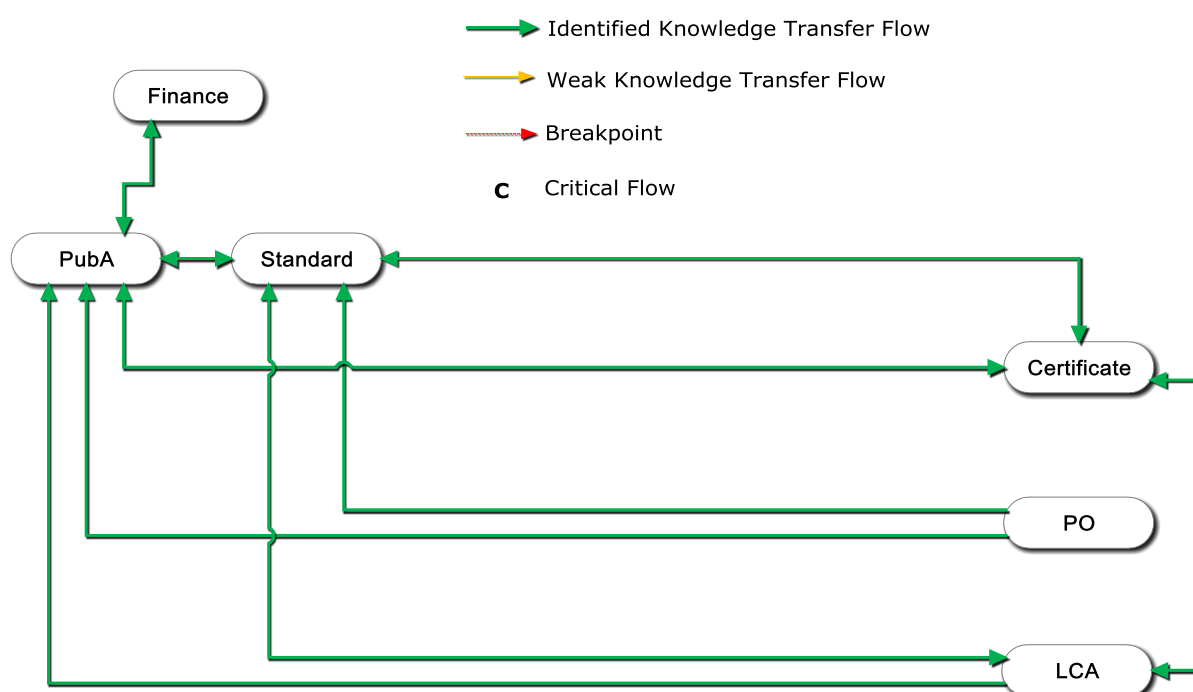 Identified Knowledge Transfer Flow
Weak Knowledge Transfer Flow
Finance
Breakpoint
C Critical Flow
PubA
Standard
Certificate
PO
LCA